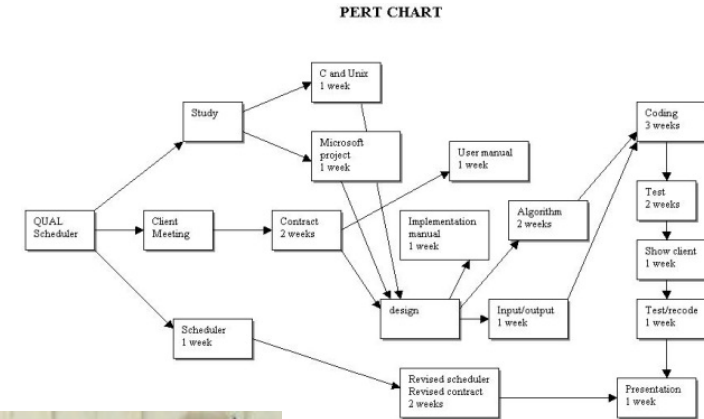 PERT CHART
C and Unix
1 week
Study
Microsoft
project
1 week
Coding
3 weeks
User manual
1 week
Test
2 weeks
QUAL
Scheduler
Client
Meeting
Contract
2 weeks
Implementation
manual
1 week
Algorithm
2 weeks
Show client
1 week
design
Input/output
1 week
Test/recode
1 week
Scheduler
1 week
Revised scheduler
Revised contract
2 weeks
Presentation
1 week